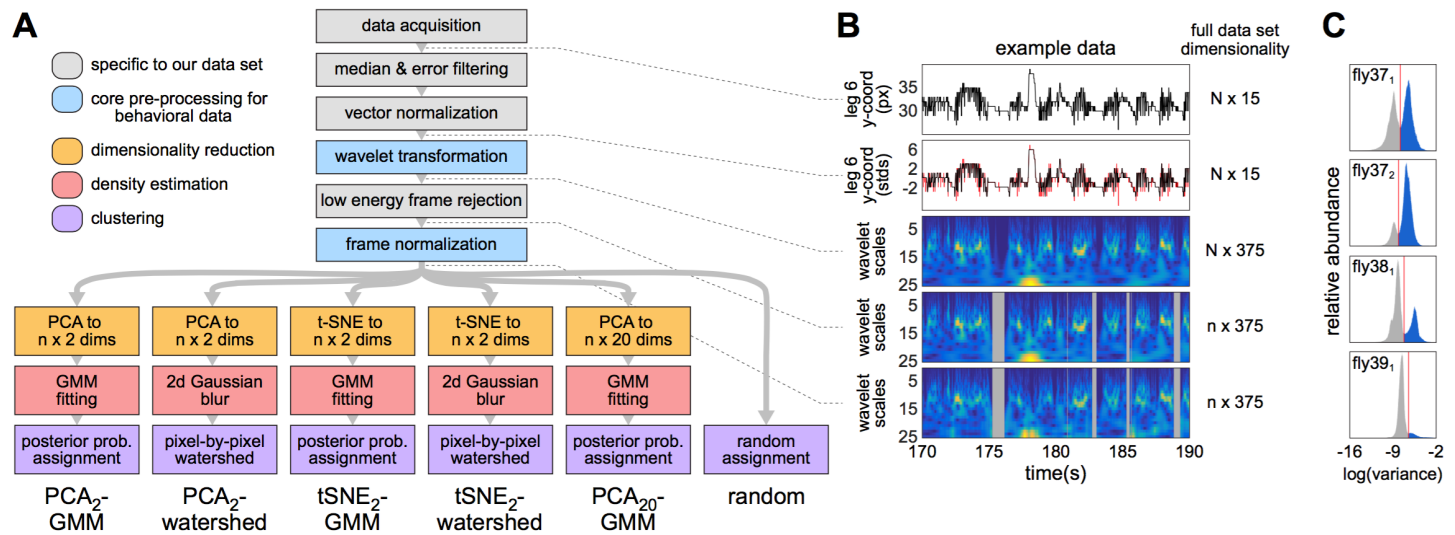 A
specific to our data set
core pre-processing for
behavioral data
dimensionality reduction
density estimation
clustering
data acquisition
median & error filtering
vector normalization
wavelet transformation
low energy frame rejection
frame normalization
PCA to
n x 2 dims
PCA to
n x 2 dims
t-SNE to
n x 2 dims
t-SNE to
n x 2 dims
PCA to
n x 20 dims
GMM
fitting
2d Gaussian
blur
GMM
fitting
2d Gaussian
blur
GMM
fitting
posterior prob.
assignment
pixel-by-pixel
watershed
posterior prob.
assignment
pixel-by-pixel
watershed
posterior prob.
assignment
random
assignment
PCA₂-
GMM
PCA₂-
watershed
tSNE₂-
GMM
tSNE₂-
watershed
PCA₂₀-
GMM
random
B
example data
full data set
dimensionality
leg 6
y-coord
(px)
35
30
N x 15
leg 6
y-coord
(stds)
6
2
-2
N x 15
wavelet
scales
5
15
25
N x 375
wavelet
scales
5
15
25
n x 375
wavelet
scales
5
15
25
n x 375
170 175 180 185 190
time(s)
C
relative abundance
fly37₁
fly37₂
fly38₁
fly39₁
-16 -9 -2
log(variance)